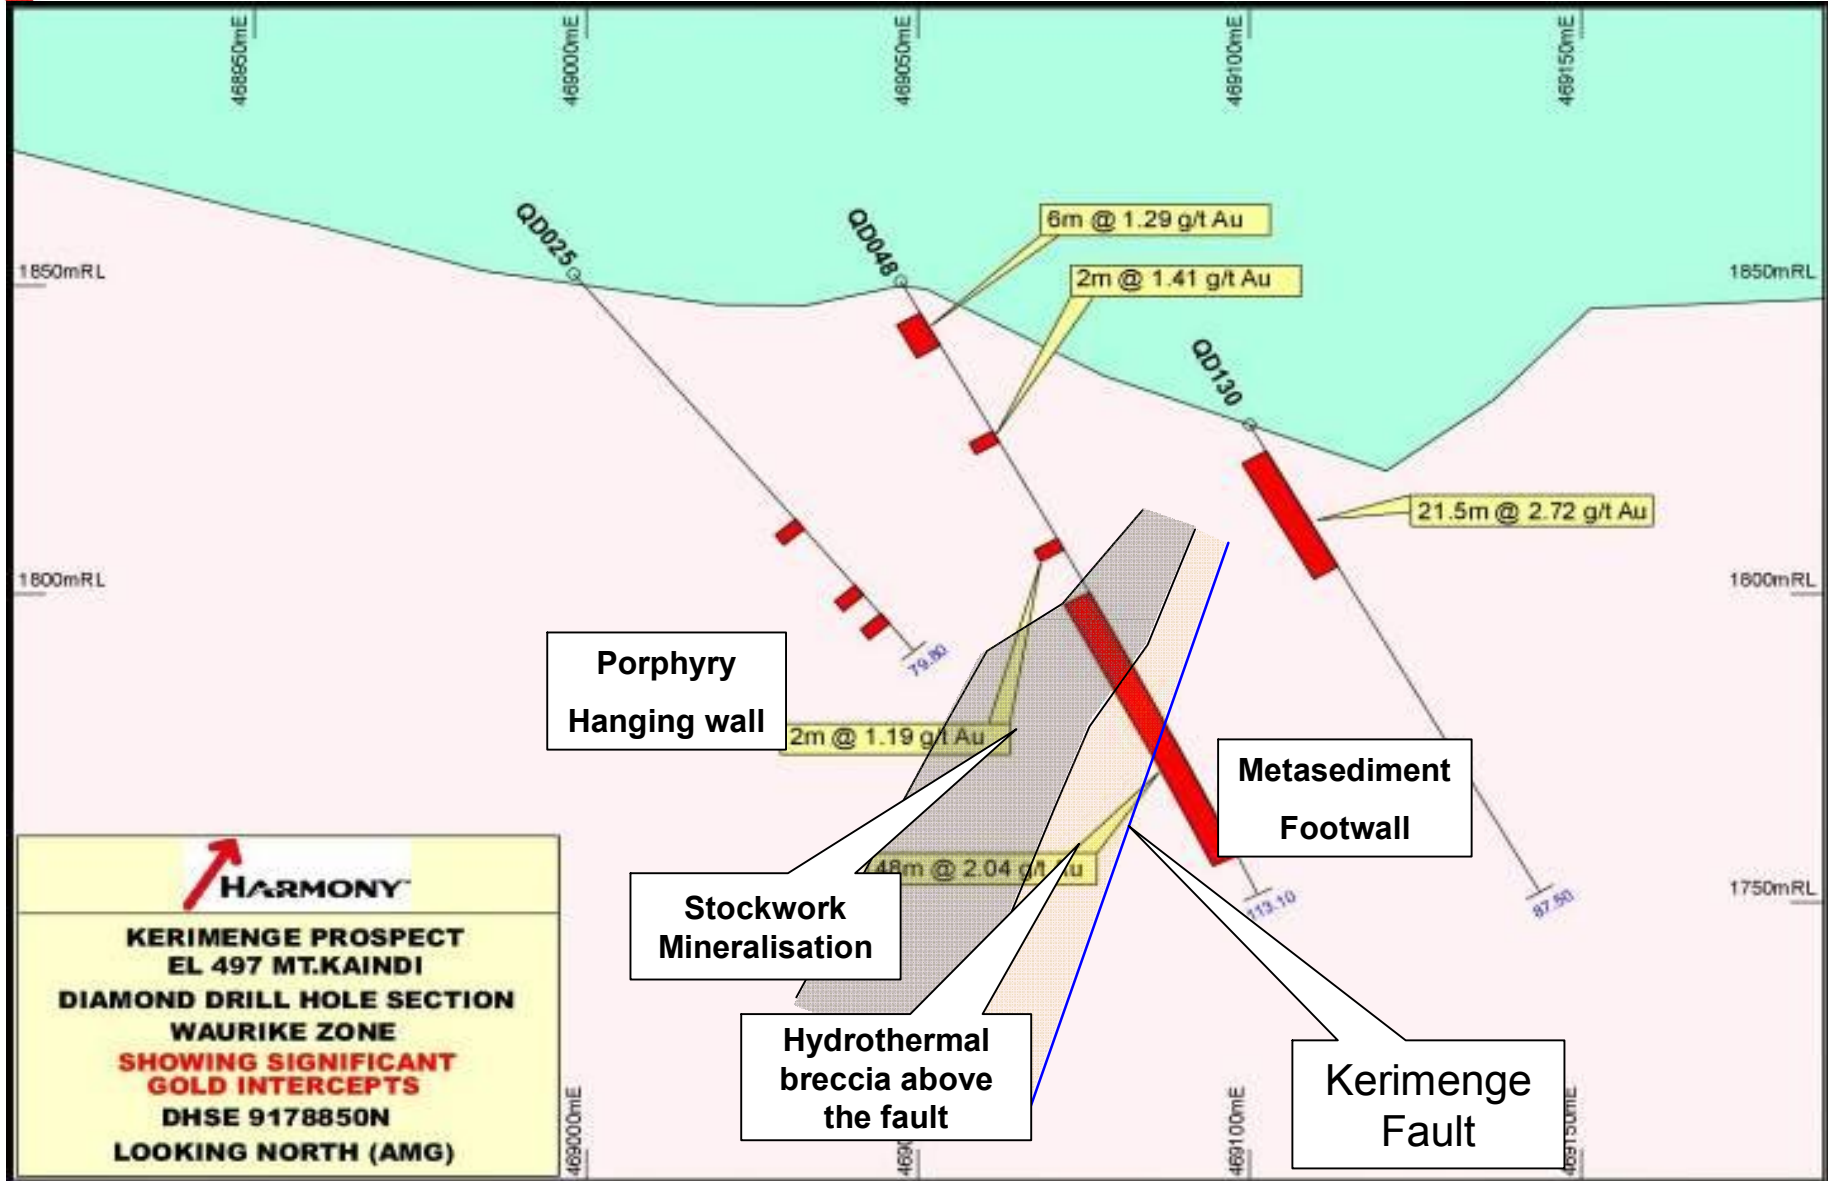 468950mE
469000mE
469050mE
469100mE
469150mE
QD025
QD048
6m @ 1.29 g/t Au
2m @ 1.41 g/t Au
1850mRL
1850mRL
QD130
21.5m @ 2.72 g/t Au
1800mRL
1800mRL
Porphyry
Hanging wall
79.80
2m @ 1.19 g/t Au
Metasediment
Footwall
48m @ 2.04 g/t Au
Stockwork
Mineralisation
113.10
87.50
1750mRL
HARMONY
KERIMENGE PROSPECT
EL 497 MT.KAINDI
DIAMOND DRILL HOLE SECTION
WAURIKE ZONE
SHOWING SIGNIFICANT
GOLD INTERCEPTS
DHSE 9178850N
LOOKING NORTH (AMG)
Hydrothermal
breccia above
the fault
Kerimenge
Fault
469000mE
469100mE
469150mE